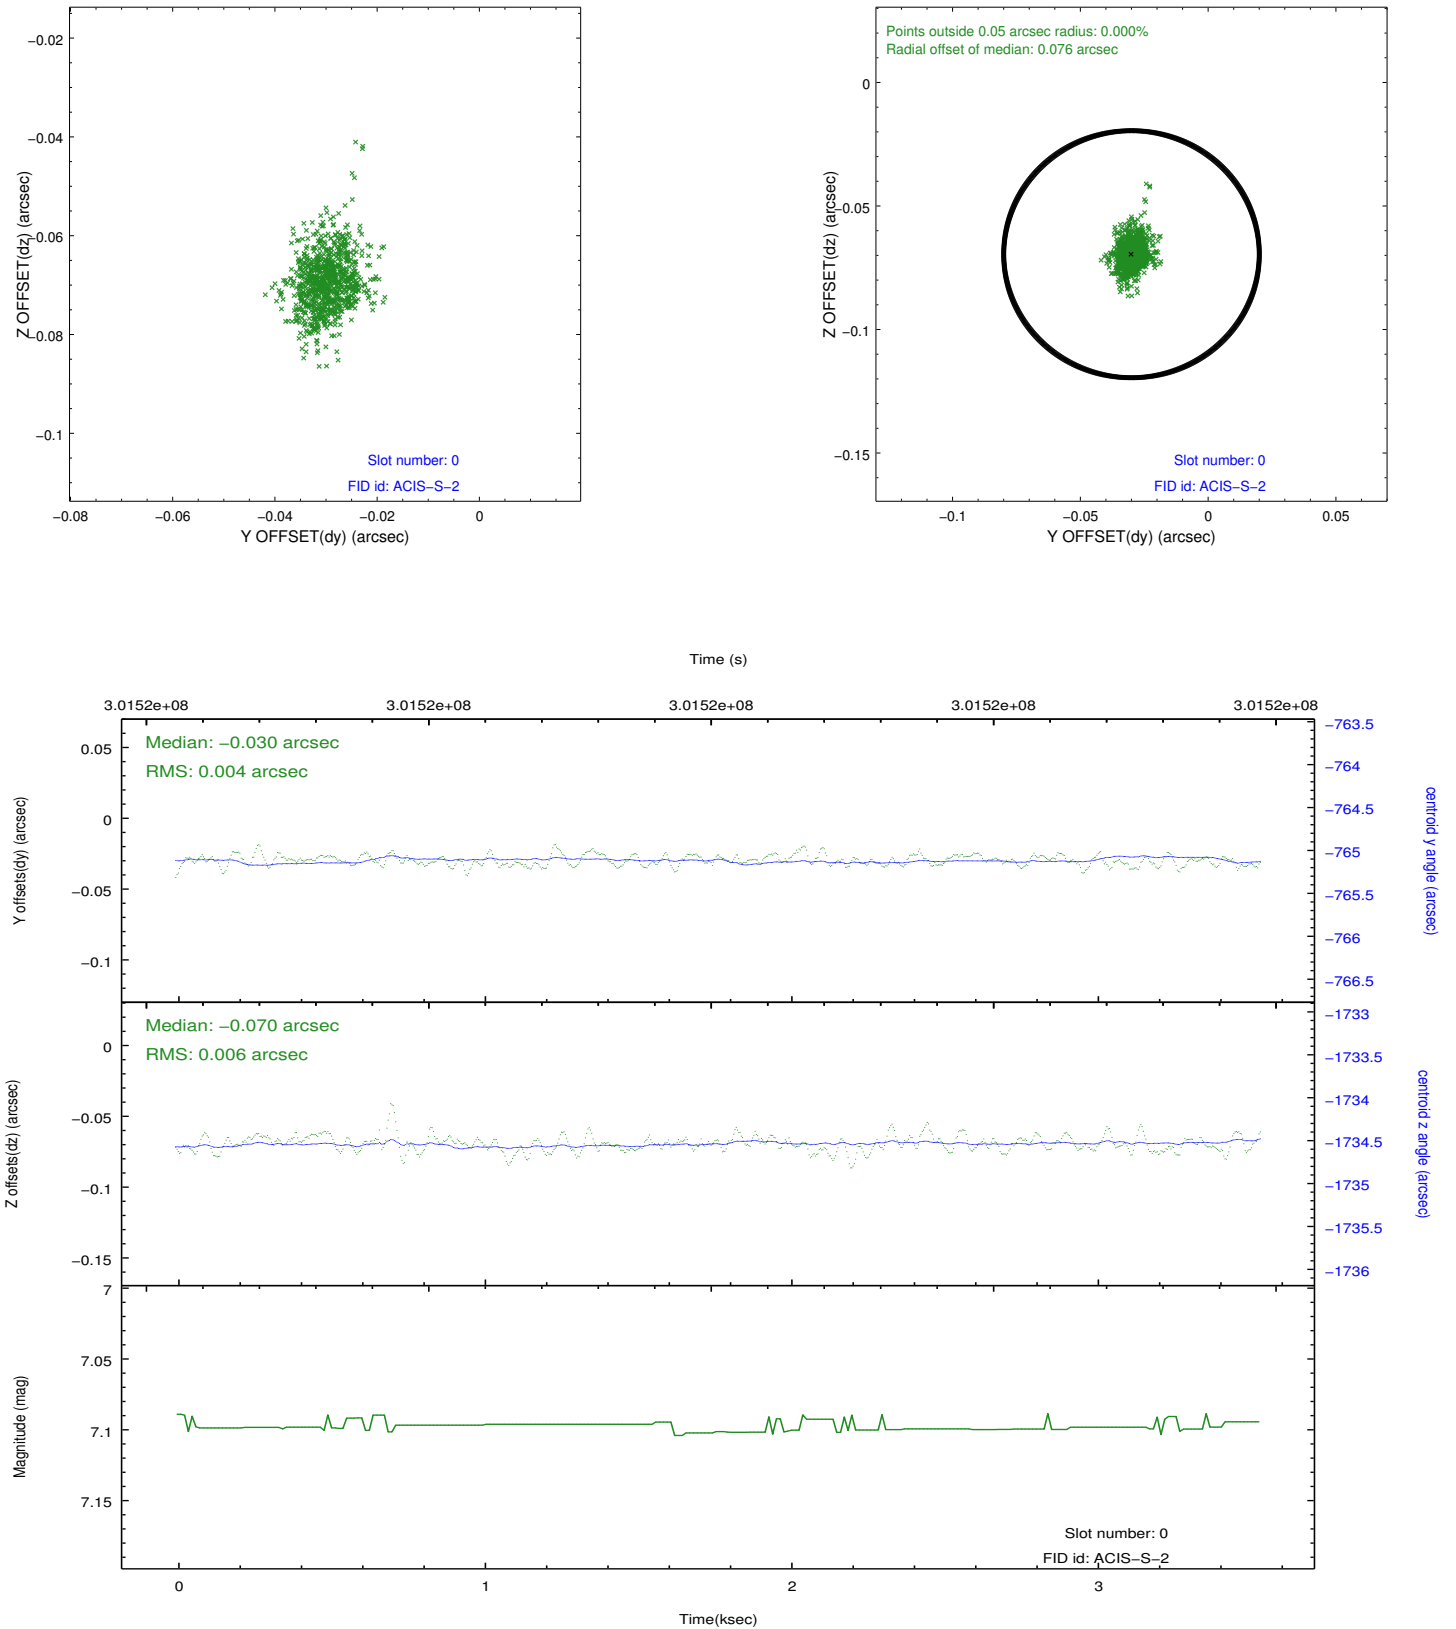 −0.02
−0.04
−0.06
−0.08
−0.1
Z OFFSET(dz) (arcsec)
Slot number: 0
FID id: ACIS−S−2
−0.08
−0.06
−0.04
−0.02
0
Y OFFSET(dy) (arcsec)
Points outside 0.05 arcsec radius: 0.000%
Radial offset of median: 0.076 arcsec
0
−0.05
−0.1
−0.15
Z OFFSET(dz) (arcsec)
Slot number: 0
FID id: ACIS−S−2
−0.1
−0.05
0
0.05
Y OFFSET(dy) (arcsec)
Time (s)
3.0152e+08
3.0152e+08
3.0152e+08
3.0152e+08
3.0152e+08
Median: −0.030 arcsec
RMS: 0.004 arcsec
0.05
0
−0.05
−0.1
Y offsets(dy) (arcsec)
−763.5
−764
−764.5
−765
−765.5
−766
−766.5
centroid y angle (arcsec)
Median: −0.070 arcsec
RMS: 0.006 arcsec
0
−0.05
−0.1
−0.15
Z offsets(dz) (arcsec)
−1733
−1733.5
−1734
−1734.5
−1735
−1735.5
−1736
centroid z angle (arcsec)
7
7.05
7.1
7.15
Magnitude (mag)
Slot number: 0
FID id: ACIS−S−2
0
1
2
3
Time(ksec)